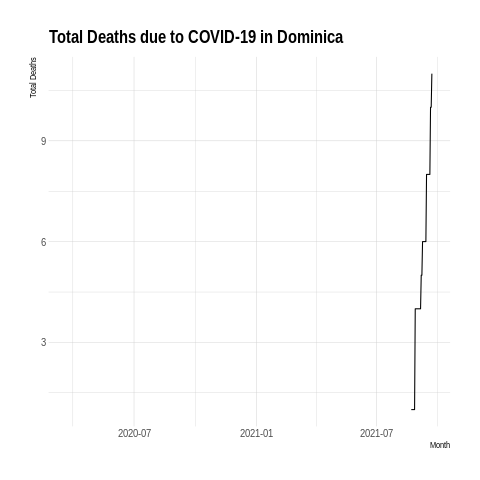 Total Deaths due to COVID-19 in Dominica
Total Deaths
9
6
3
2020-07 2021-01 2021-07
Month